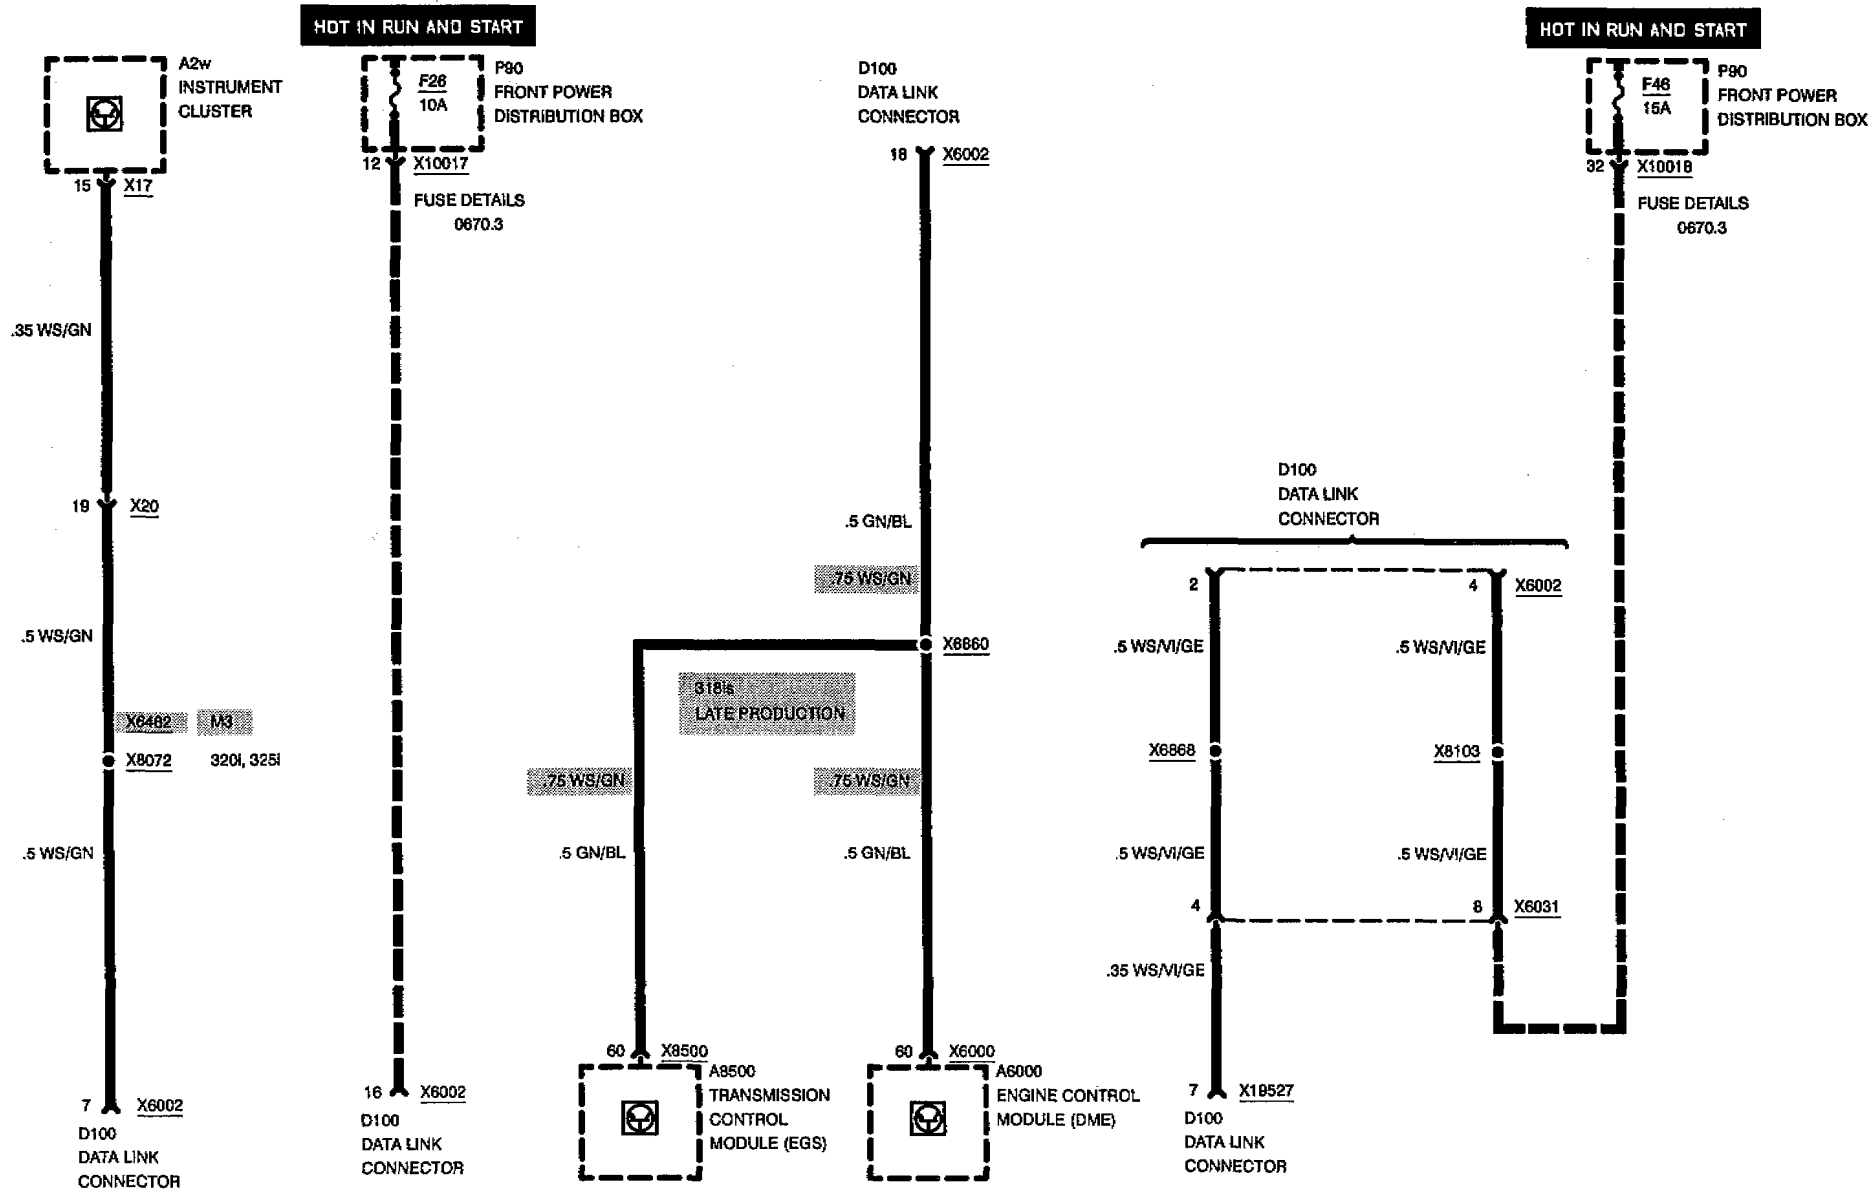 HOT IN RUN AND START
HOT IN RUN AND START
A2w
INSTRUMENT
CLUSTER
F26
10A
P90
FRONT POWER
DISTRIBUTION BOX
D100
DATA LINK
CONNECTOR
F46
15A
P90
FRONT POWER
DISTRIBUTION BOX
15 X17
12 X10017
18 X6002
32 X10018
FUSE DETAILS
0670.3
FUSE DETAILS
0670.3
.35 WS/GN
19 X20
D100
DATA LINK
CONNECTOR
.5 GN/BL
.75 WS/GN
2
4 X6002
.5 WS/GN
X6860
.5 WS/VI/GE
.5 WS/VI/GE
318is
LATE PRODUCTION
X6462 M3
X8072 320i, 325i
X6868
X8103
.75 WS/GN
.75 WS/GN
.5 WS/GN
.5 GN/BL
.5 GN/BL
.5 WS/VI/GE
.5 WS/VI/GE
4
8 X6031
.35 WS/VI/GE
60 X8500
60 X6000
7 X6002
D100
DATA LINK
CONNECTOR
16 X6002
D100
DATA LINK
CONNECTOR
A8500
TRANSMISSION
CONTROL
MODULE (EGS)
A6000
ENGINE CONTROL
MODULE (DME)
7 X19527
D100
DATA LINK
CONNECTOR